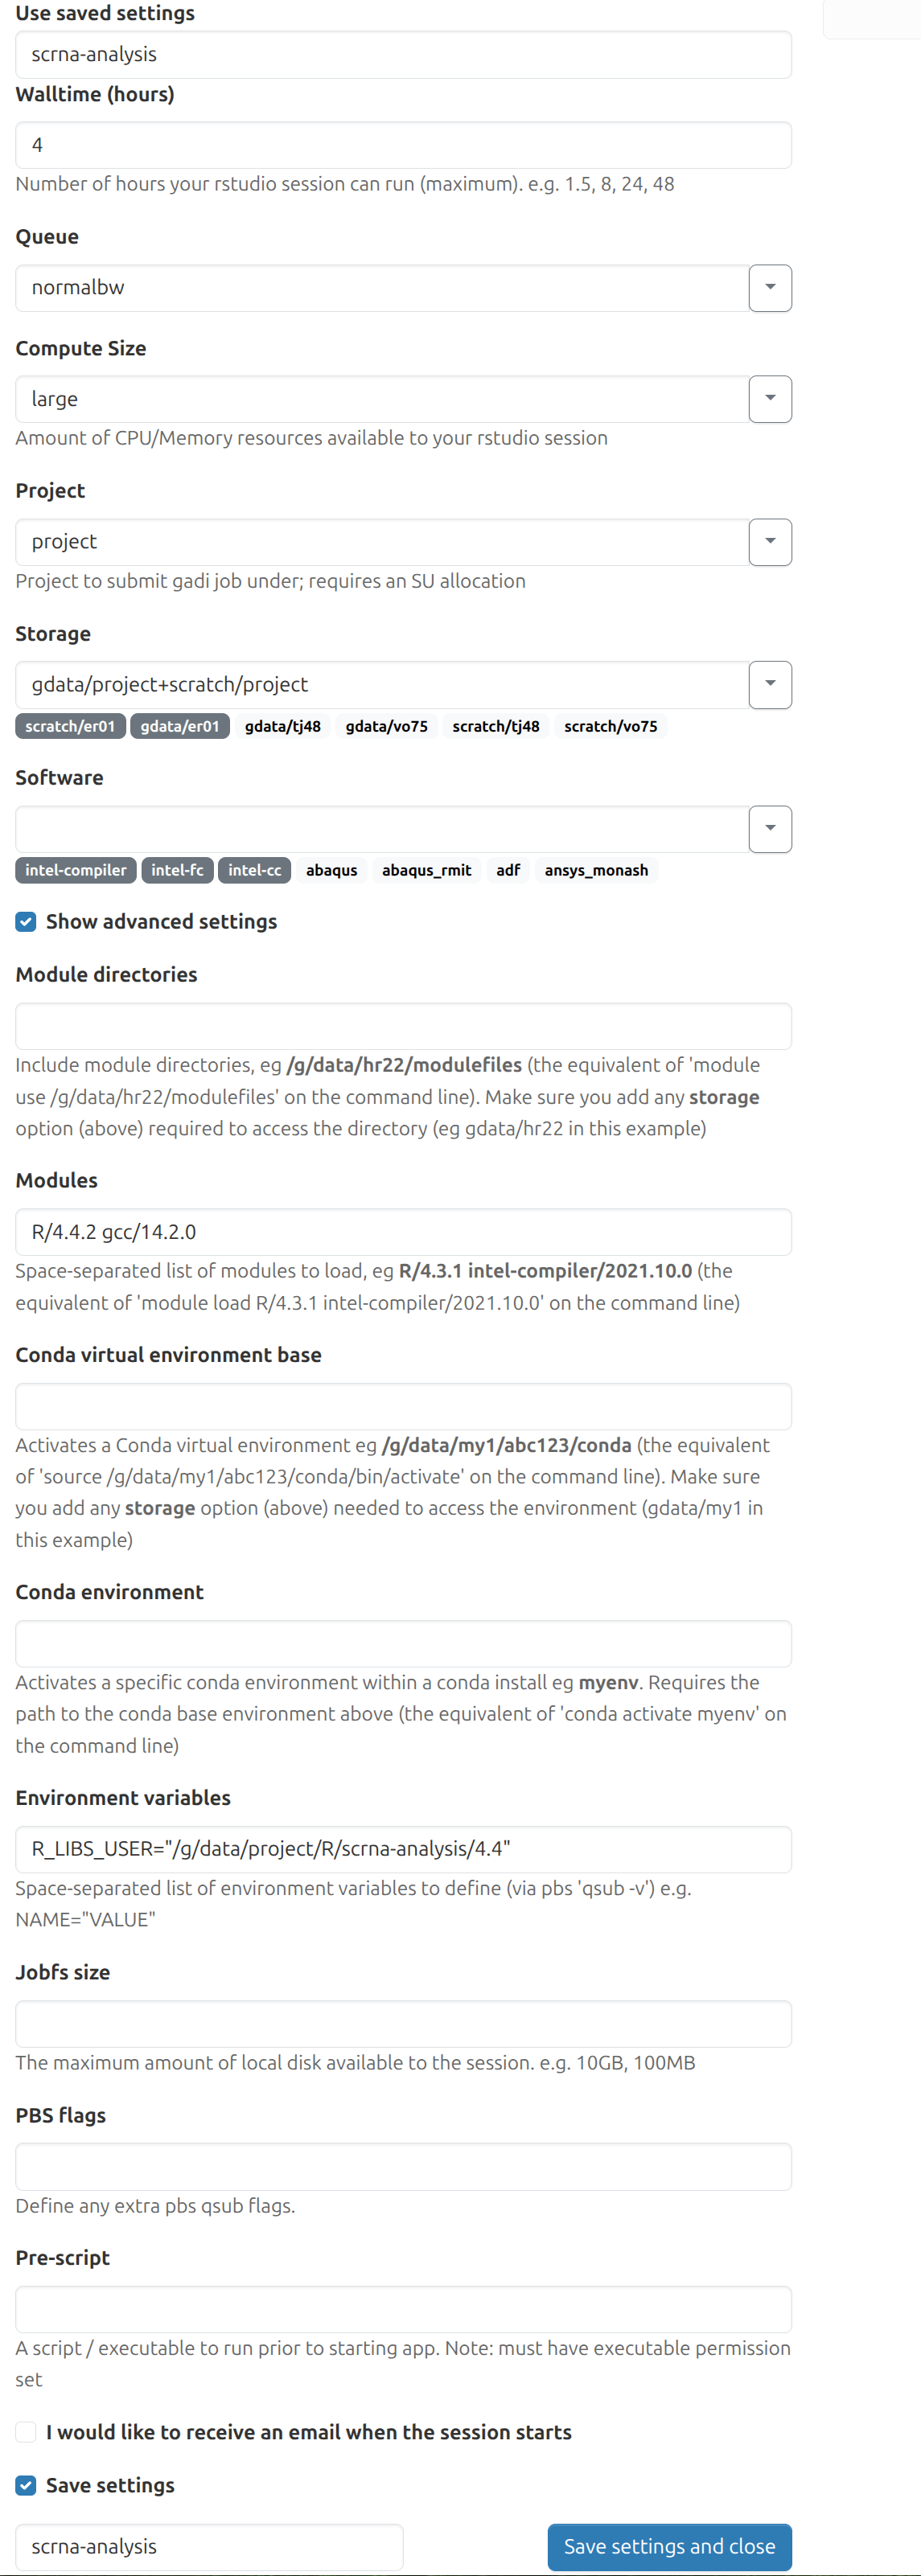 Use saved settings
scrna-analysis
Walltime (hours)
4
Number of hours your rstudio session can run (maximum). e.g. 1.5, 8, 24, 48
Queue
normalbw
Compute Size
large
Amount of CPU/Memory resources available to your rstudio session
Project
project
Project to submit gadi job under; requires an SU allocation
Storage
gdata/project+scratch/project
scratch/er01 gdata/er01 gdata/tj48 gdata/vo75 scratch/tj48 scratch/vo75
Software
intel-compiler intel-fc intel-cc abaqus abaqus_rmit adf ansys_monash
Show advanced settings
Module directories
Include module directories, eg /g/data/hr22/modulefiles (the equivalent of 'module
use /g/data/hr22/modulefiles' on the command line). Make sure you add any storage
option (above) required to access the directory (eg gdata/hr22 in this example)
Modules
R/4.4.2 gcc/14.2.0
Space-separated list of modules to load, eg R/4.3.1 intel-compiler/2021.10.0 (the
equivalent of 'module load R/4.3.1 intel-compiler/2021.10.0' on the command line)
Conda virtual environment base
Activates a Conda virtual environment eg /g/data/my1/abc123/conda (the equivalent
of 'source /g/data/my1/abc123/conda/bin/activate' on the command line). Make sure
you add any storage option (above) needed to access the environment (gdata/my1 in
this example)
Conda environment
Activates a specific conda environment within a conda install eg myenv. Requires the
path to the conda base environment above (the equivalent of 'conda activate myenv' on
the command line)
Environment variables
R_LIBS_USER="/g/data/project/R/scrna-analysis/4.4"
Space-separated list of environment variables to define (via pbs 'qsub -v') e.g.
NAME="VALUE"
Jobfs size
The maximum amount of local disk available to the session. e.g. 10GB, 100MB
PBS flags
Define any extra pbs qsub flags.
Pre-script
A script / executable to run prior to starting app. Note: must have executable permission
set
I would like to receive an email when the session starts
Save settings
scrna-analysis Save settings and close